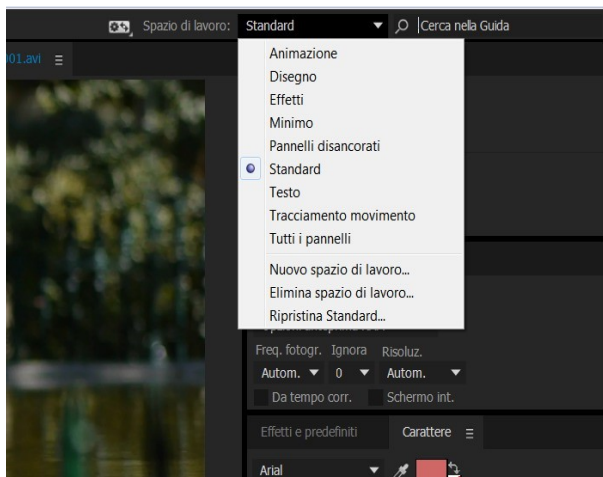 Spazio di lavoro: Standard Cerca nella Guida
001.avi
Animazione
Disegno
Effetti
Minimo
Pannelli disancorati
Standard
Testo
Tracciamento movimento
Tutti i pannelli
Nuovo spazio di lavoro...
Elimina spazio di lavoro...
Ripristina Standard...
Freq. fotogr. Ignora Risoluz.
Autom. 0 Autom.
Da tempo corr. Schermo int.
Effetti e predefiniti Carattere
Arial